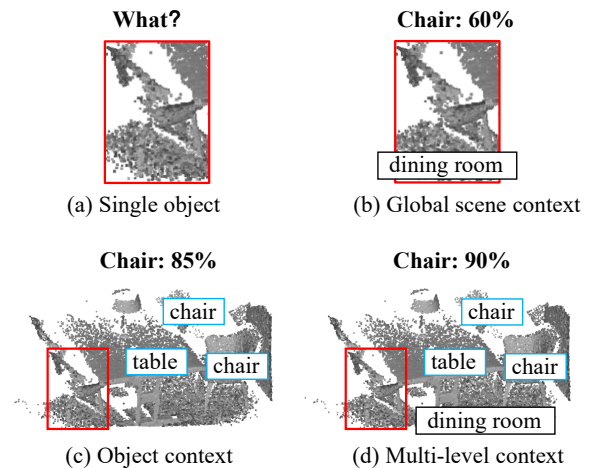 What?
Chair: 60%
dining room
(a) Single object
(b) Global scene context
Chair: 85%
Chair: 90%
chair
table
chair
chair
table
chair
dining room
(c) Object context
(d) Multi-level context